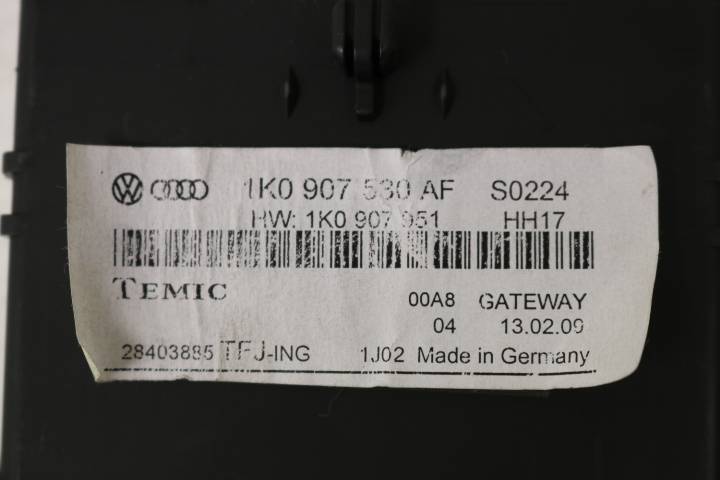 1K0 907 530 AF S0224
HW: 1K0 907 951 HH17
TEMIC
00A8 GATEWAY
04 13.02.09
28403885 TFJ-ING 1J02 Made in Germany